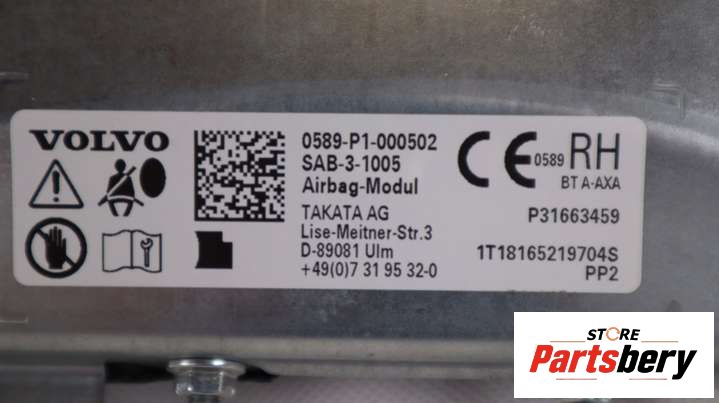 VOLVO
0589-P1-000502
SAB-3-1005
Airbag-Modul
TAKATA AG
Lise-Meitner-Str.3
D-89081 Ulm
+49(0)7 31 95 32-0
CE 0589 RH
BT A-AXA
P31663459
1T18165219704S
PP2
STORE
Partsbery